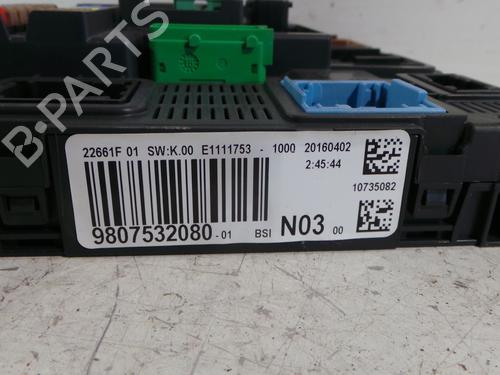 B-PARTS
22661F 01 SW:K.00 E1111753 - 1000 20160402
2:45:44
10735082
9807532080-01 BSI N03 00